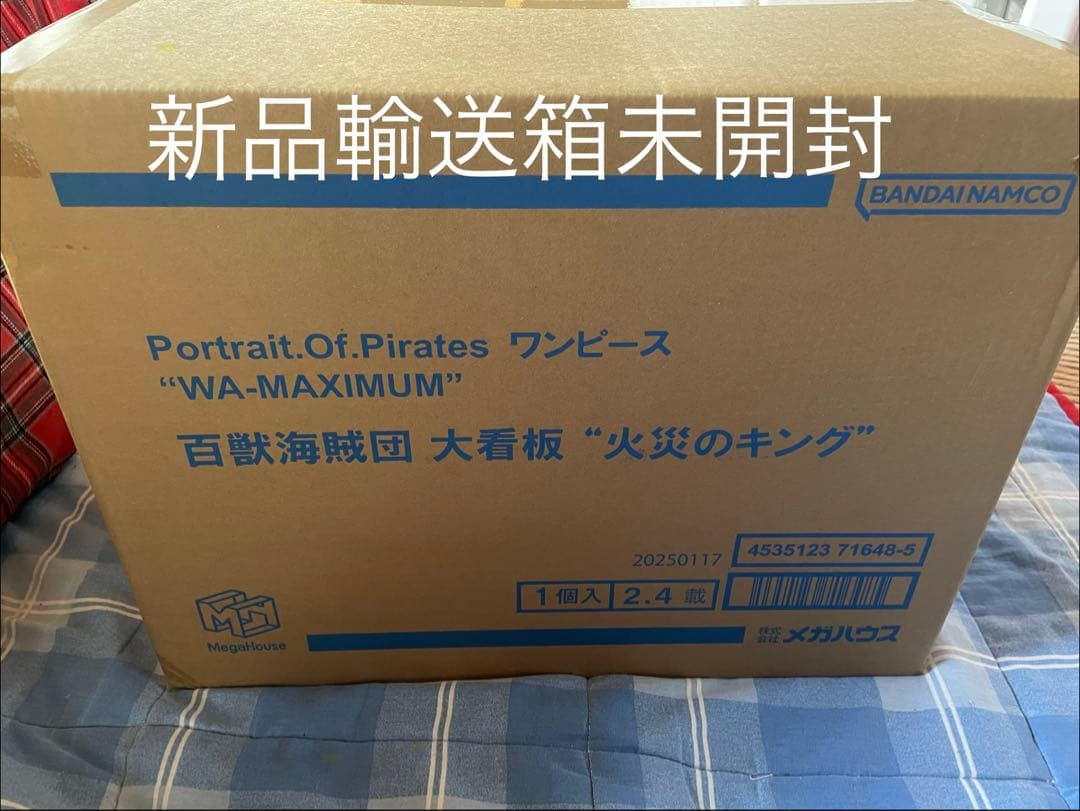 新品輸送箱未開封
BANDAI NAMCO
Portrait.Of.Pirates ワンピース
“WA-MAXIMUM”
百獣海賊団 大看板 “火災のキング”
20250117
4535123 71648-5
1個入 2.4 載
MegaHouse
株式会社 メガハウス